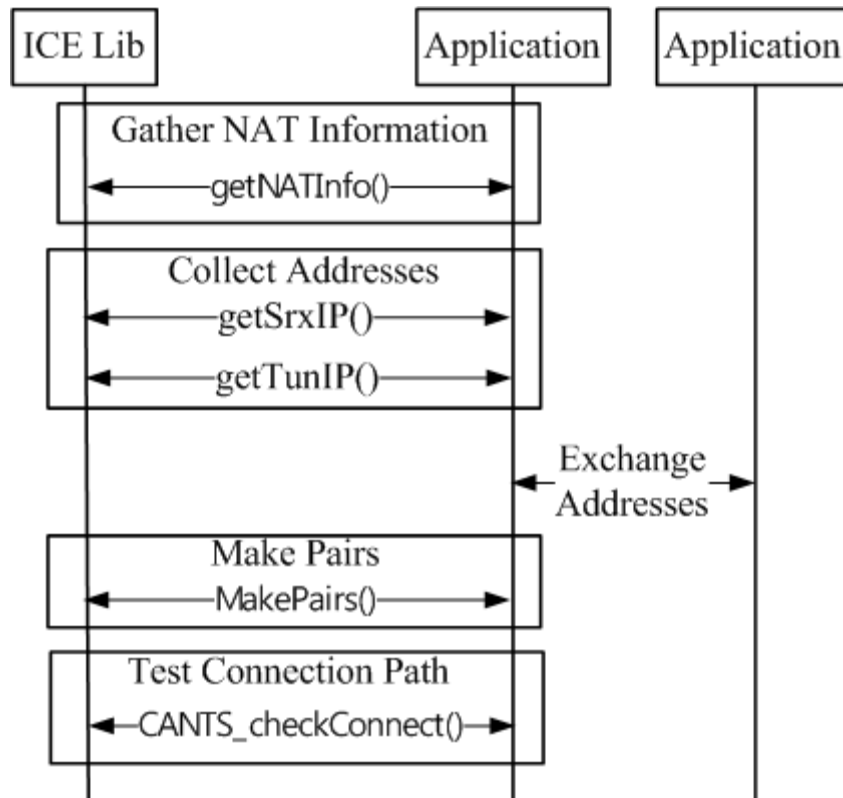 ICE Lib
Application
Application
Gather NAT Information
getNATInfo()
Collect Addresses
getSrxIP()
getTunIP()
Exchange
Addresses
Make Pairs
MakePairs()
Test Connection Path
CANTS_checkConnect()